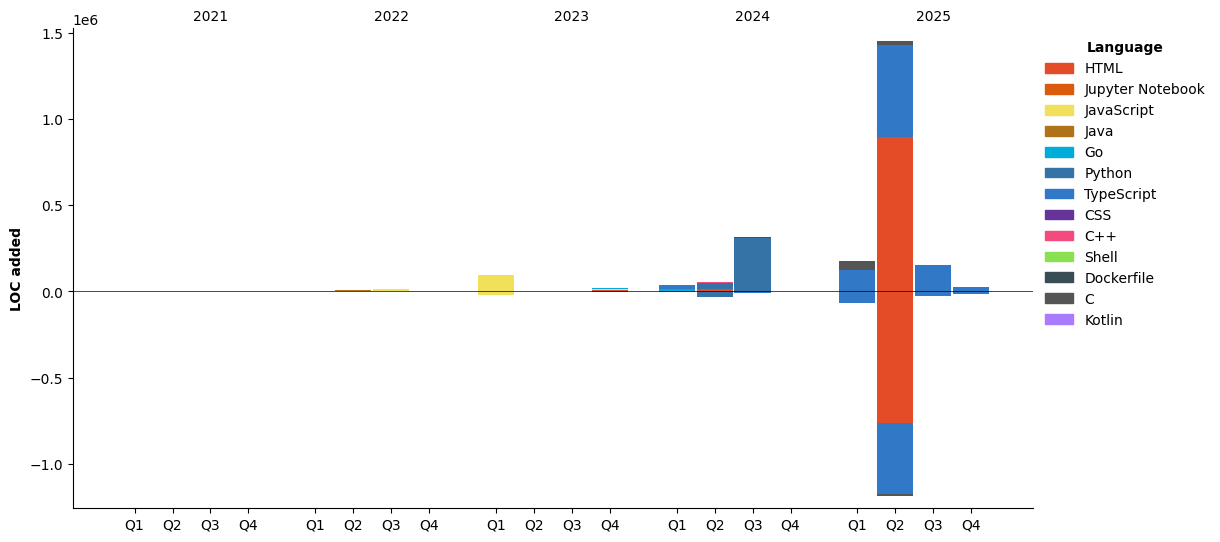 1e6
2021 2022 2023 2024 2025
1.5
1.0
0.5
0.0
−0.5
−1.0
LOC added
Q1 Q2 Q3 Q4 Q1 Q2 Q3 Q4 Q1 Q2 Q3 Q4 Q1 Q2 Q3 Q4 Q1 Q2 Q3 Q4
Language
HTML
Jupyter Notebook
JavaScript
Java
Go
Python
TypeScript
CSS
C++
Shell
Dockerfile
C
Kotlin